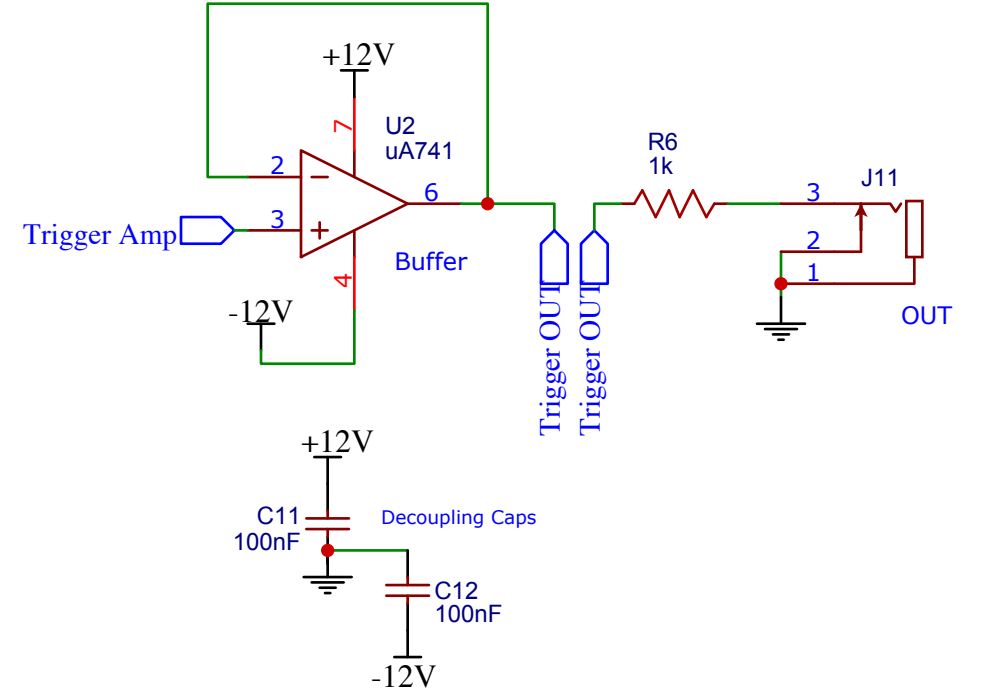 +12V
7
U2
uA741
2
6
3
Trigger Amp
Buffer
4
-12V
Trigger OUT
Trigger OUT
R6
1k
3
J11
2
1
OUT
+12V
C11
100nF
Decoupling Caps
C12
100nF
-12V